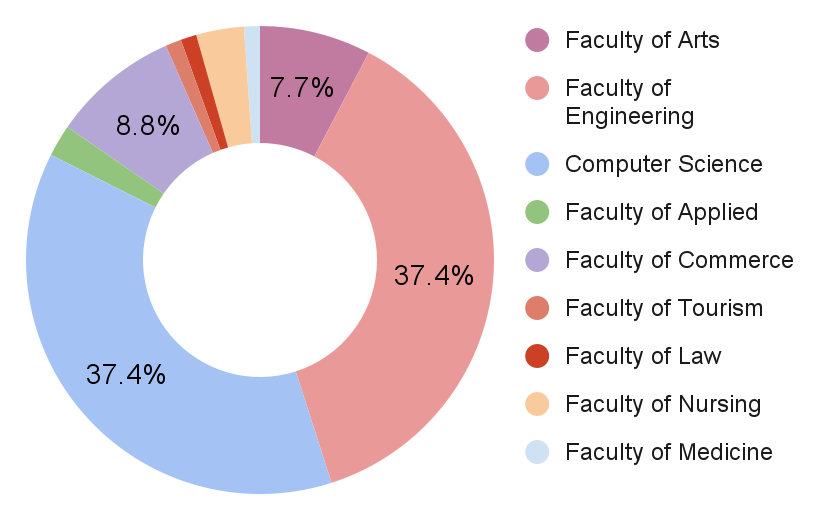 7.7%
37.4%
37.4%
8.8%
Faculty of Arts
Faculty of
Engineering
Computer Science
Faculty of Applied
Faculty of Commerce
Faculty of Tourism
Faculty of Law
Faculty of Nursing
Faculty of Medicine